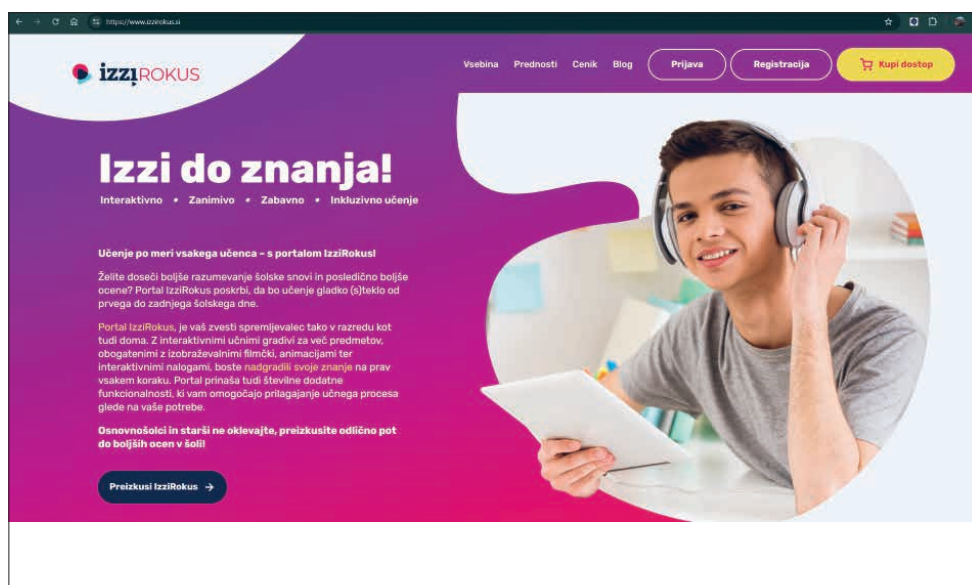 https://www.izzirokus.si
izzıROKUS
Vsebina Prednosti Cenik Blog Prijava Registracija Kupi dostop
Izzi do znanja!
Interaktivno • Zanimivo • Zabavno • Inkluzivno učenje
Učenje po meri vsakega učenca – s portalom IzziRokus!
Želite doseči boljše razumevanje šolske snovi in posledično boljše
ocene? Portal IzziRokus poskrbi, da bo učenje gladko (s)teklo od
prvega do zadnjega šolskega dne.
Portal IzziRokus, je vaš zvesti spremljevalec tako v razredu kot
tudi doma. Z interaktivnimi učnimi gradivi za več predmetov,
obogatenimi z izobraževalnimi filmčki, animacijami ter
interaktivnimi nalogami, boste nadgradili svoje znanje na prav
vsakem koraku. Portal prinaša tudi številne dodatne
funkcionalnosti, ki vam omogočajo prilagajanje učnega procesa
glede na vaše potrebe.
Osnovnošolci in starši ne oklevajte, preizkusite odlično pot
do boljših ocen v šoli!
Preizkusi IzziRokus →